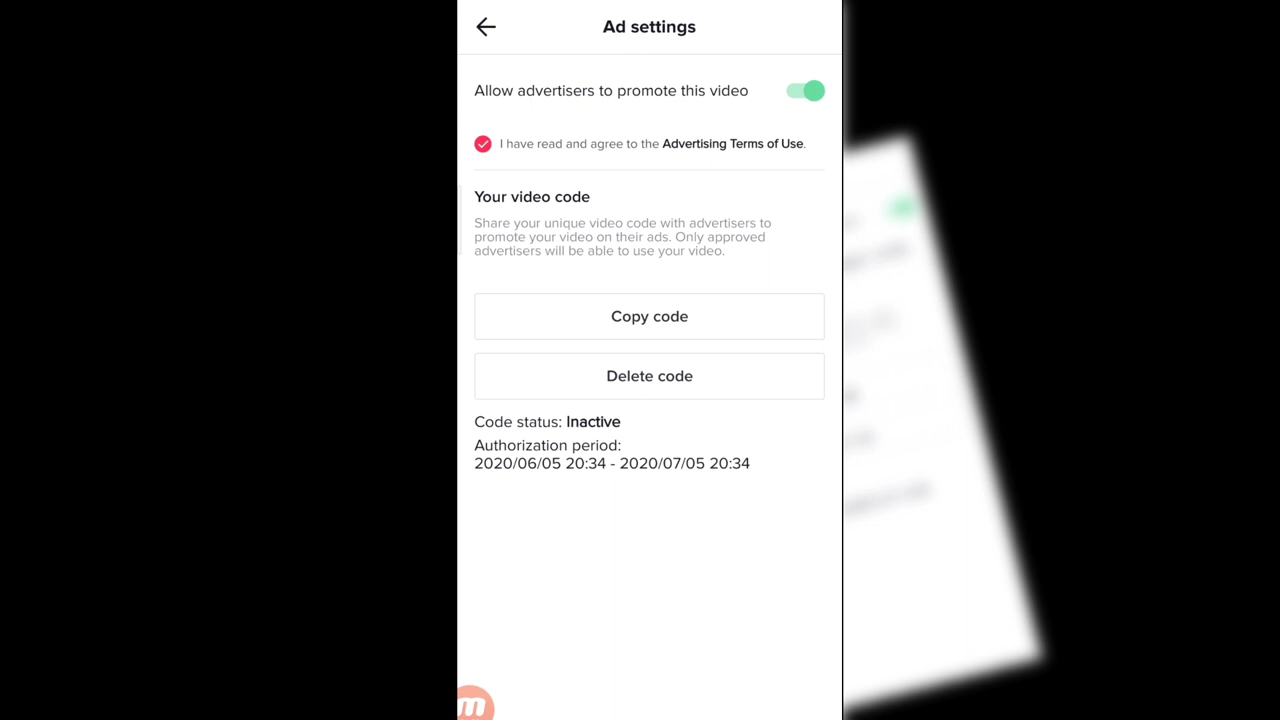 Ad settings
Allow advertisers to promote this video
I have read and agree to the Advertising Terms of Use.
Your video code
Share your unique video code with advertisers to
promote your video on their ads. Only approved
advertisers will be able to use your video.
Copy code
Delete code
Code status: Inactive
Authorization period:
2020/06/05 20:34 - 2020/07/05 20:34
m